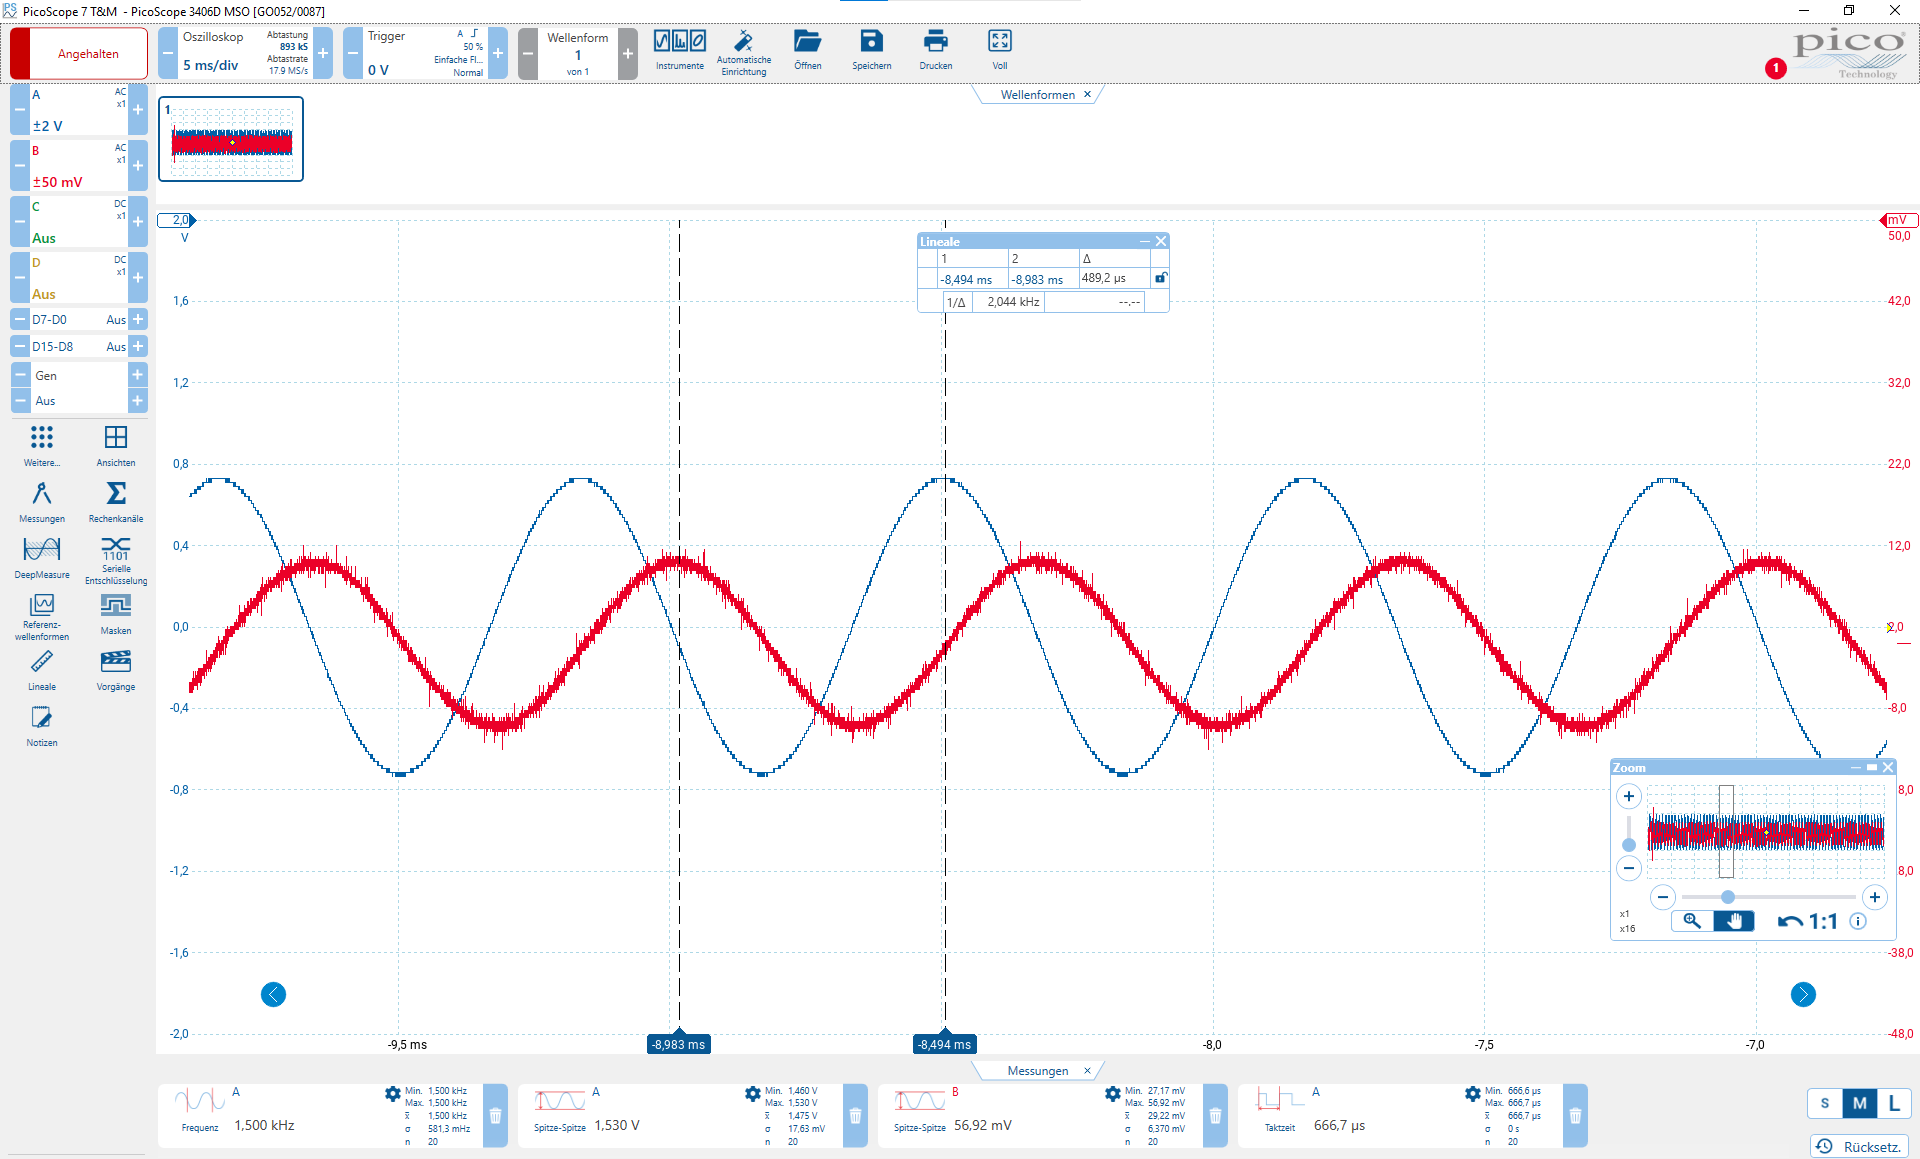 PicoScope 7 T&M - PicoScope 3406D MSO [GO052/0087]
Angehalten
Oszilloskop
5 ms/div
Abtastung
893 kS
Abtastrate
17.9 MS/s
Trigger
0 V
A
50 %
Einfache Fl...
Normal
Wellenform
1
von 1
Instrumente
Automatische
Einrichtung
Öffnen
Speichern
Drucken
Voll
1
pico
Technology
A
AC
x1
±2 V
B
AC
x1
±50 mV
C
DC
x1
Aus
D
DC
x1
Aus
D7-D0 Aus
D15-D8 Aus
Gen
Aus
Weitere...
Ansichten
Messungen
Rechenkanäle
DeepMeasure
1101
Serielle
Entschlüsselung
Referenz-
wellenformen
Masken
Lineale
Vorgänge
Notizen
Wellenformen ×
1
2,0
V
1,6
1,2
0,8
0,4
0,0
-0,4
-0,8
-1,2
-1,6
-2,0
mV
50,0
42,0
32,0
22,0
12,0
2,0
-8,0
8,0
8,0
-38,0
-48,0
Lineale
1 2 Δ
-8,494 ms -8,983 ms 489,2 µs
1/Δ 2,044 kHz --.--
Zoom
x1
x16
1:1
-9,5 ms -8,983 ms -8,494 ms -8,0 -7,5 -7,0
Messungen ×
A
Frequenz 1,500 kHz
Min. 1,500 kHz
Max. 1,500 kHz
x̄ 1,500 kHz
σ 581,3 mHz
n 20
A
Spitze-Spitze 1,530 V
Min. 1,460 V
Max. 1,530 V
x̄ 1,475 V
σ 17,63 mV
n 20
B
Spitze-Spitze 56,92 mV
Min. 27,17 mV
Max. 56,92 mV
x̄ 29,22 mV
σ 6,370 mV
n 20
A
Taktzeit 666,7 µs
Min. 666,6 µs
Max. 666,7 µs
x̄ 666,7 µs
σ 0 s
n 20
S M L
Rücksetz.